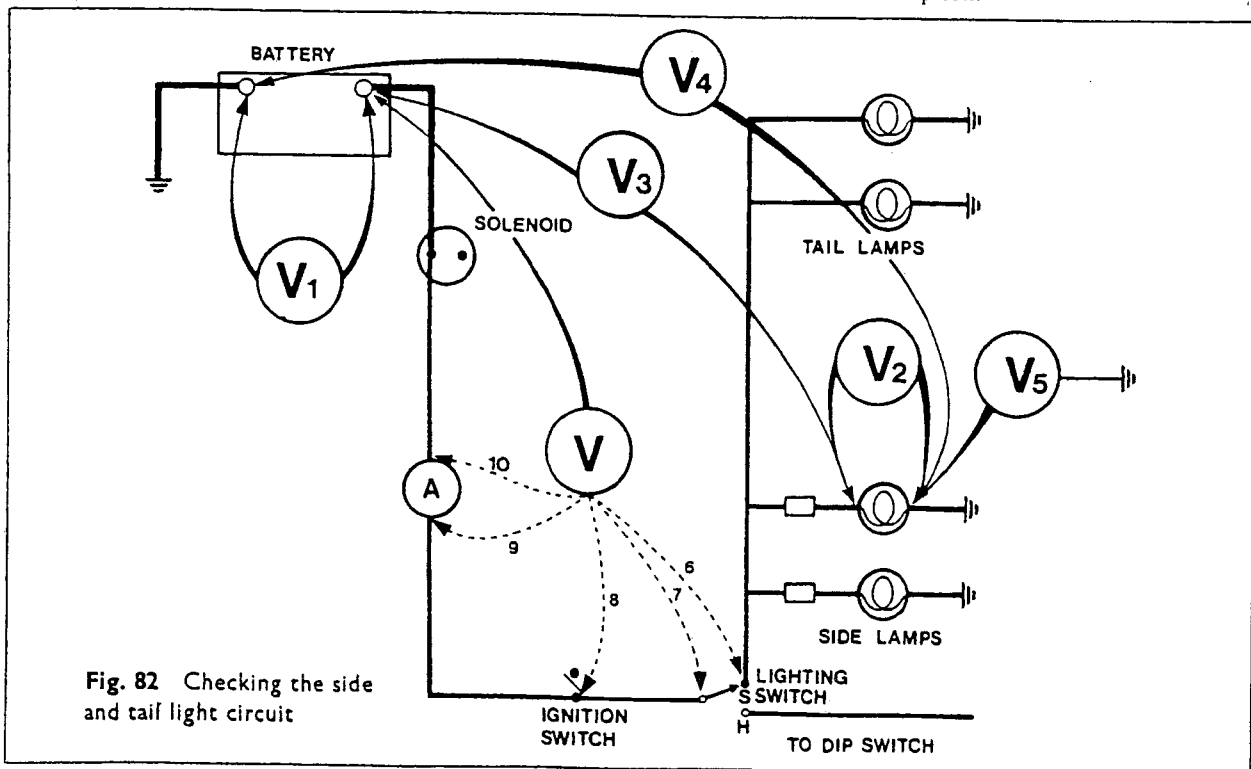 BATTERY
V4
V3
SOLENOID
TAIL LAMPS
V1
V2
V5
V
10
A
9
6
7
8
SIDE LAMPS
Fig. 82 Checking the side
and tail light circuit
LIGHTING
S SWITCH
IGNITION
SWITCH
H
TO DIP SWITCH